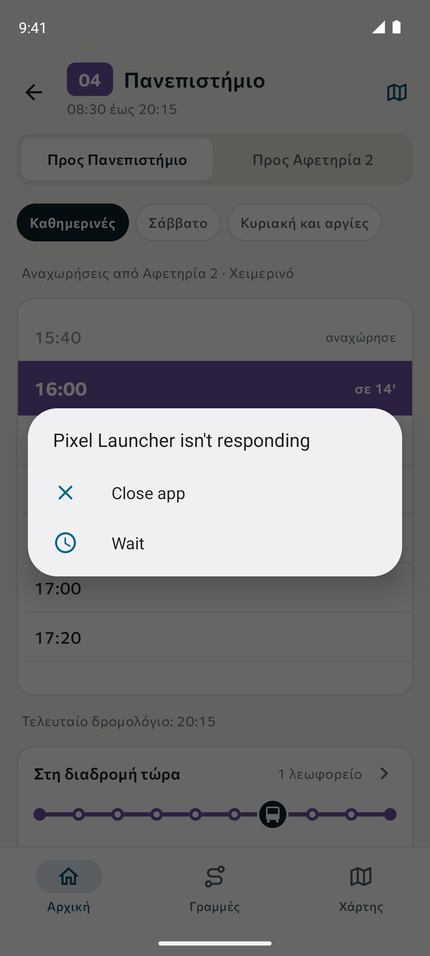 9:41
04 Πανεπιστήμιο
08:30 έως 20:15
Προς Πανεπιστήμιο Προς Αφετηρία 2
Καθημερινές Σάββατο Κυριακή και αργίες
Αναχωρήσεις από Αφετηρία 2 · Χειμερινό
15:40 αναχώρησε
16:00 σε 14'
Pixel Launcher isn't responding
Close app
Wait
17:00
17:20
Τελευταίο δρομολόγιο: 20:15
Στη διαδρομή τώρα 1 λεωφορείο
Αρχική Γραμμές Χάρτης